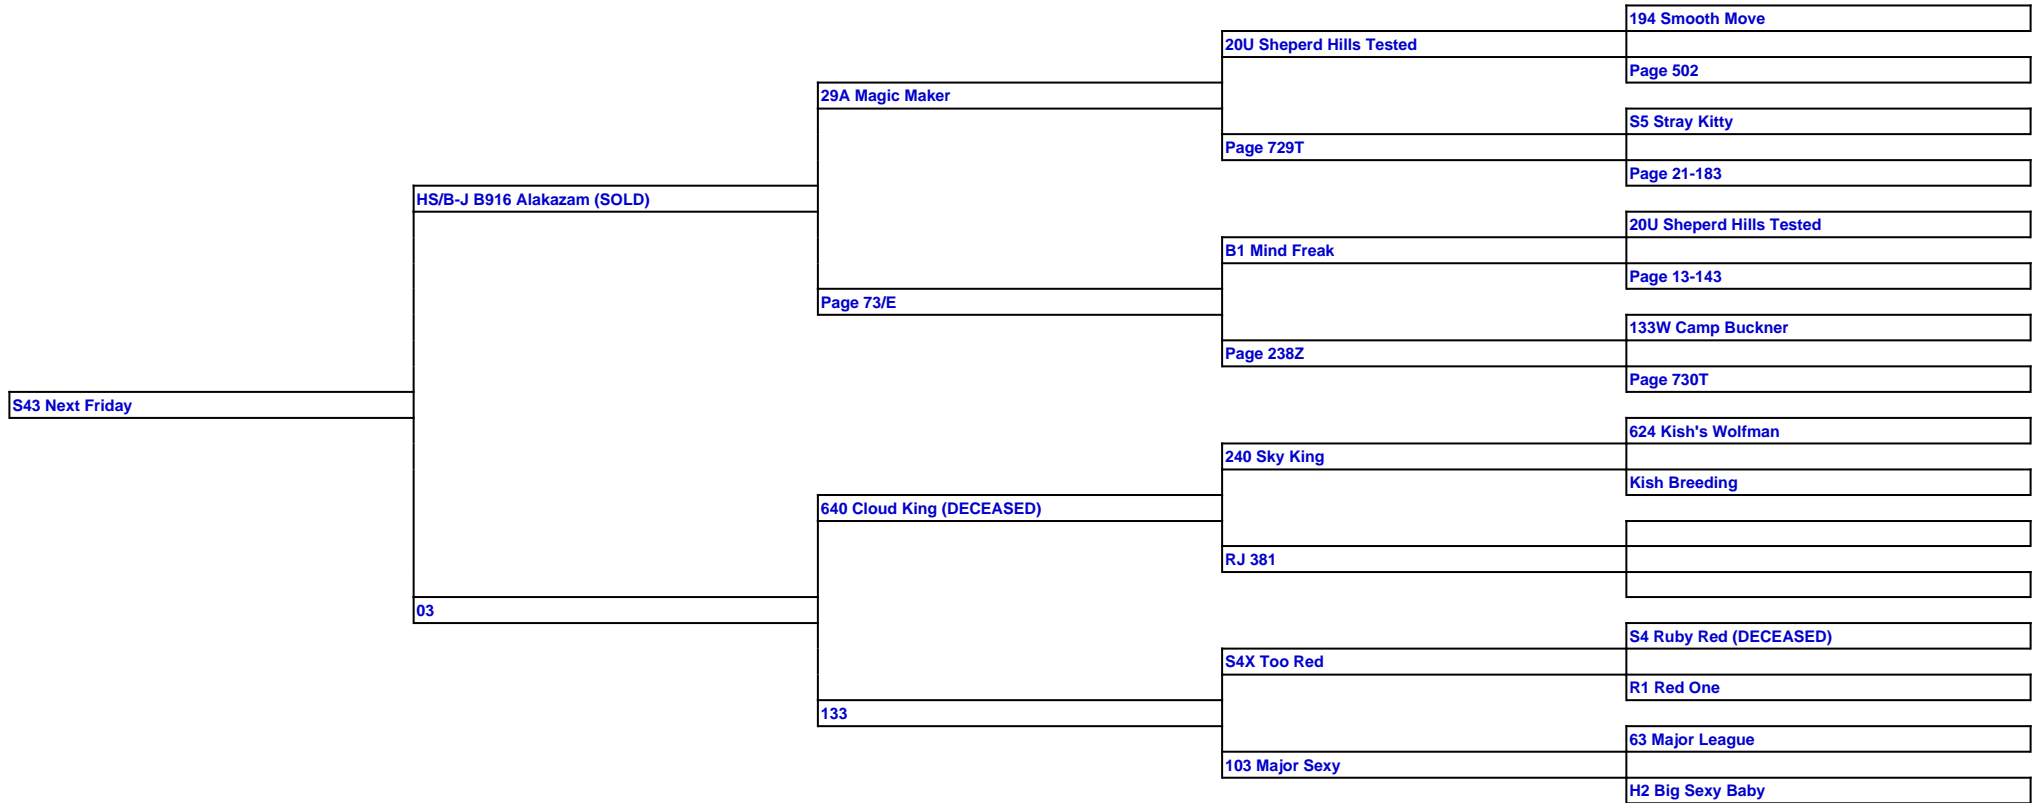 194 Smooth Move
20U Sheperd Hills Tested
Page 502
29A Magic Maker
S5 Stray Kitty
Page 729T
Page 21-183
HS/B-J B916 Alakazam (SOLD)
20U Sheperd Hills Tested
B1 Mind Freak
Page 13-143
Page 73/E
133W Camp Buckner
Page 238Z
Page 730T
S43 Next Friday
624 Kish's Wolfman
240 Sky King
Kish Breeding
640 Cloud King (DECEASED)
RJ 381
03
S4 Ruby Red (DECEASED)
S4X Too Red
R1 Red One
133
63 Major League
103 Major Sexy
H2 Big Sexy Baby